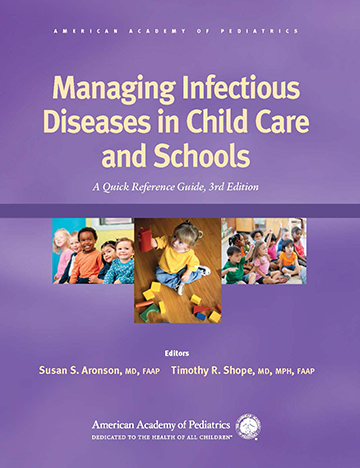 AMERICAN ACADEMY OF PEDIATRICS
Managing Infectious
Diseases in Child Care
and Schools
A Quick Reference Guide, 3rd Edition
Editors
Susan S. Aronson, MD, FAAP Timothy R. Shope, MD, MPH, FAAP
American Academy of Pediatrics
DEDICATED TO THE HEALTH OF ALL CHILDREN®